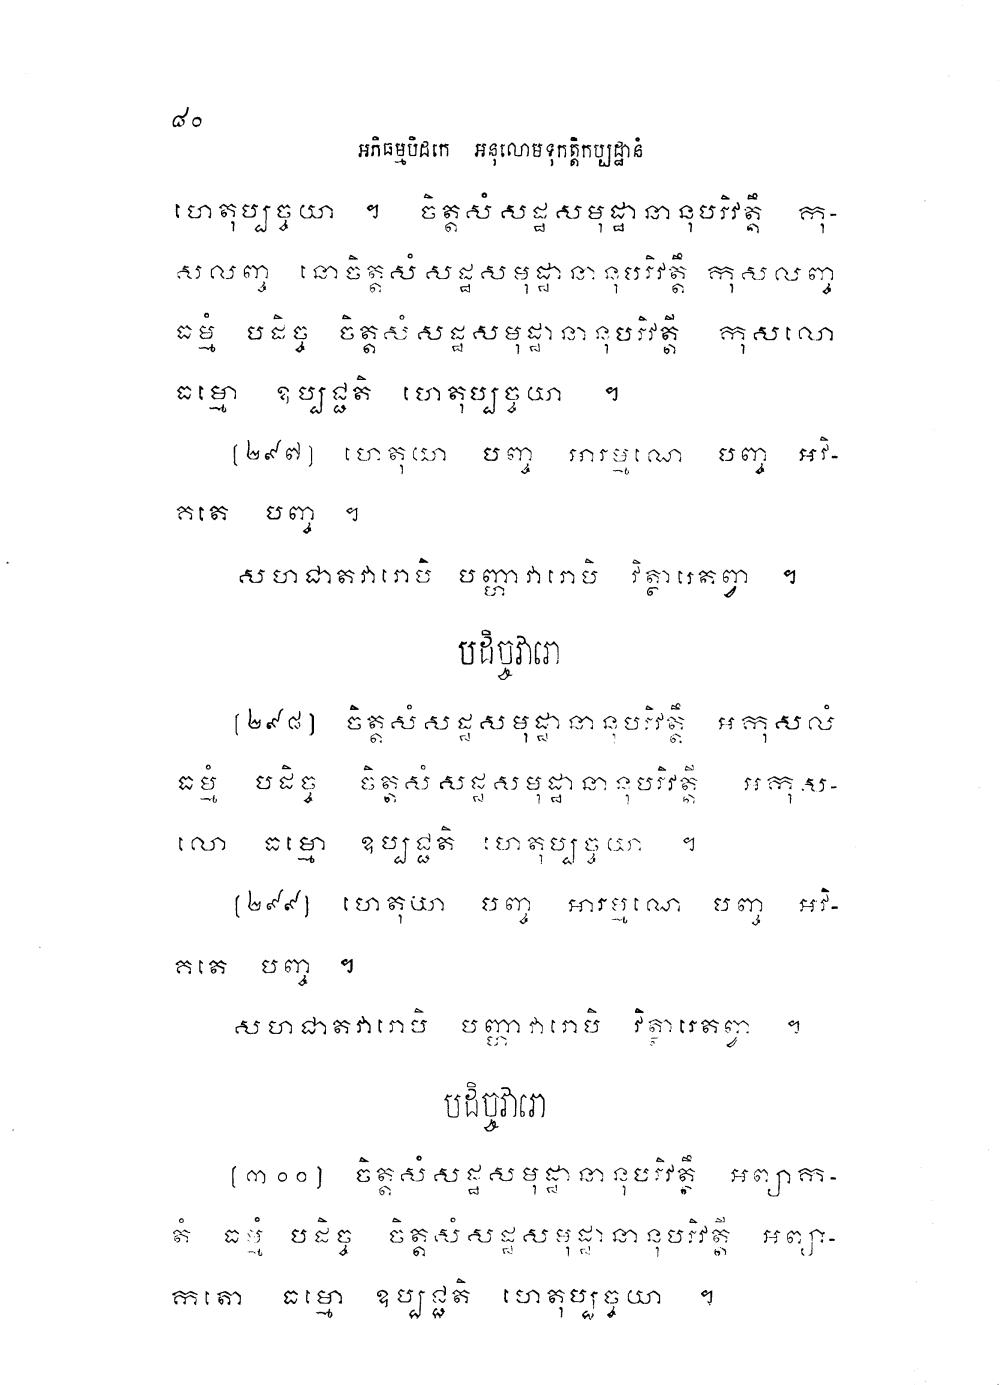 ៨០
អភិធម្មបិដកេ អនុលោមទុកត្តិកប្បដ្ឋានំ
ហេតុប្បច្ចយា ។ ចិត្តសំសដ្ឋសមុដ្ឋានានុបរិវត្តឹ កុ-
សលញ្ច នោចិត្តសំសដ្ឋសមុដ្ឋានានុបរិវត្តឹ កុសលញ្ច
ធម្មំ បដិច្ច ចិត្តសំសដ្ឋសមុដ្ឋានានុបរិវត្តី កុសលោ
ធម្មោ ឧប្បជ្ជតិ ហេតុប្បច្ចយា ។
(២៩៧) ហេតុយា បញ្ច អារម្មណេ បញ្ច អវិ-
កតេ បញ្ច ។
សហជាតវារោបិ បញ្ហាវារោបិ វិត្ថារេតព្វា ។
បដិច្ចវារោ
(២៩៨) ចិត្តសំសដ្ឋសមុដ្ឋានានុបរិវត្តឹ អកុសលំ
ធម្មំ បដិច្ច ចិត្តសំសដ្ឋសមុដ្ឋានានុបរិវត្តី អកុស-
លោ ធម្មោ ឧប្បជ្ជតិ ហេតុប្បច្ចយា ។
(២៩៩) ហេតុយា បញ្ច អារម្មណេ បញ្ច អវិ-
កតេ បញ្ច ។
សហជាតវារោបិ បញ្ហាវារោបិ វិត្ថារេតព្វា ។
បដិច្ចវារោ
(៣០០) ចិត្តសំសដ្ឋសមុដ្ឋានានុបរិវត្តឹ អព្យាក-
តំ ធម្មំ បដិច្ច ចិត្តសំសដ្ឋសមុដ្ឋានានុបរិវត្តី អព្យា-
កតោ ធម្មោ ឧប្បជ្ជតិ ហេតុប្បច្ចយា ។